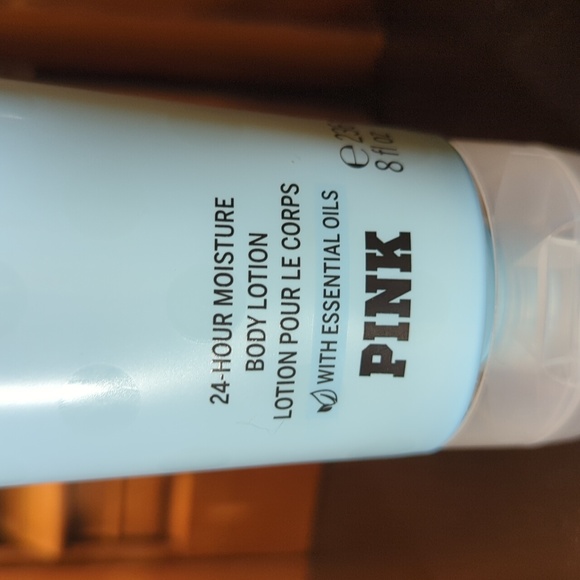 24-HOUR MOISTURE
BODY LOTION
LOTION POUR LE CORPS
WITH ESSENTIAL OILS
PINK
e
8 fl oz